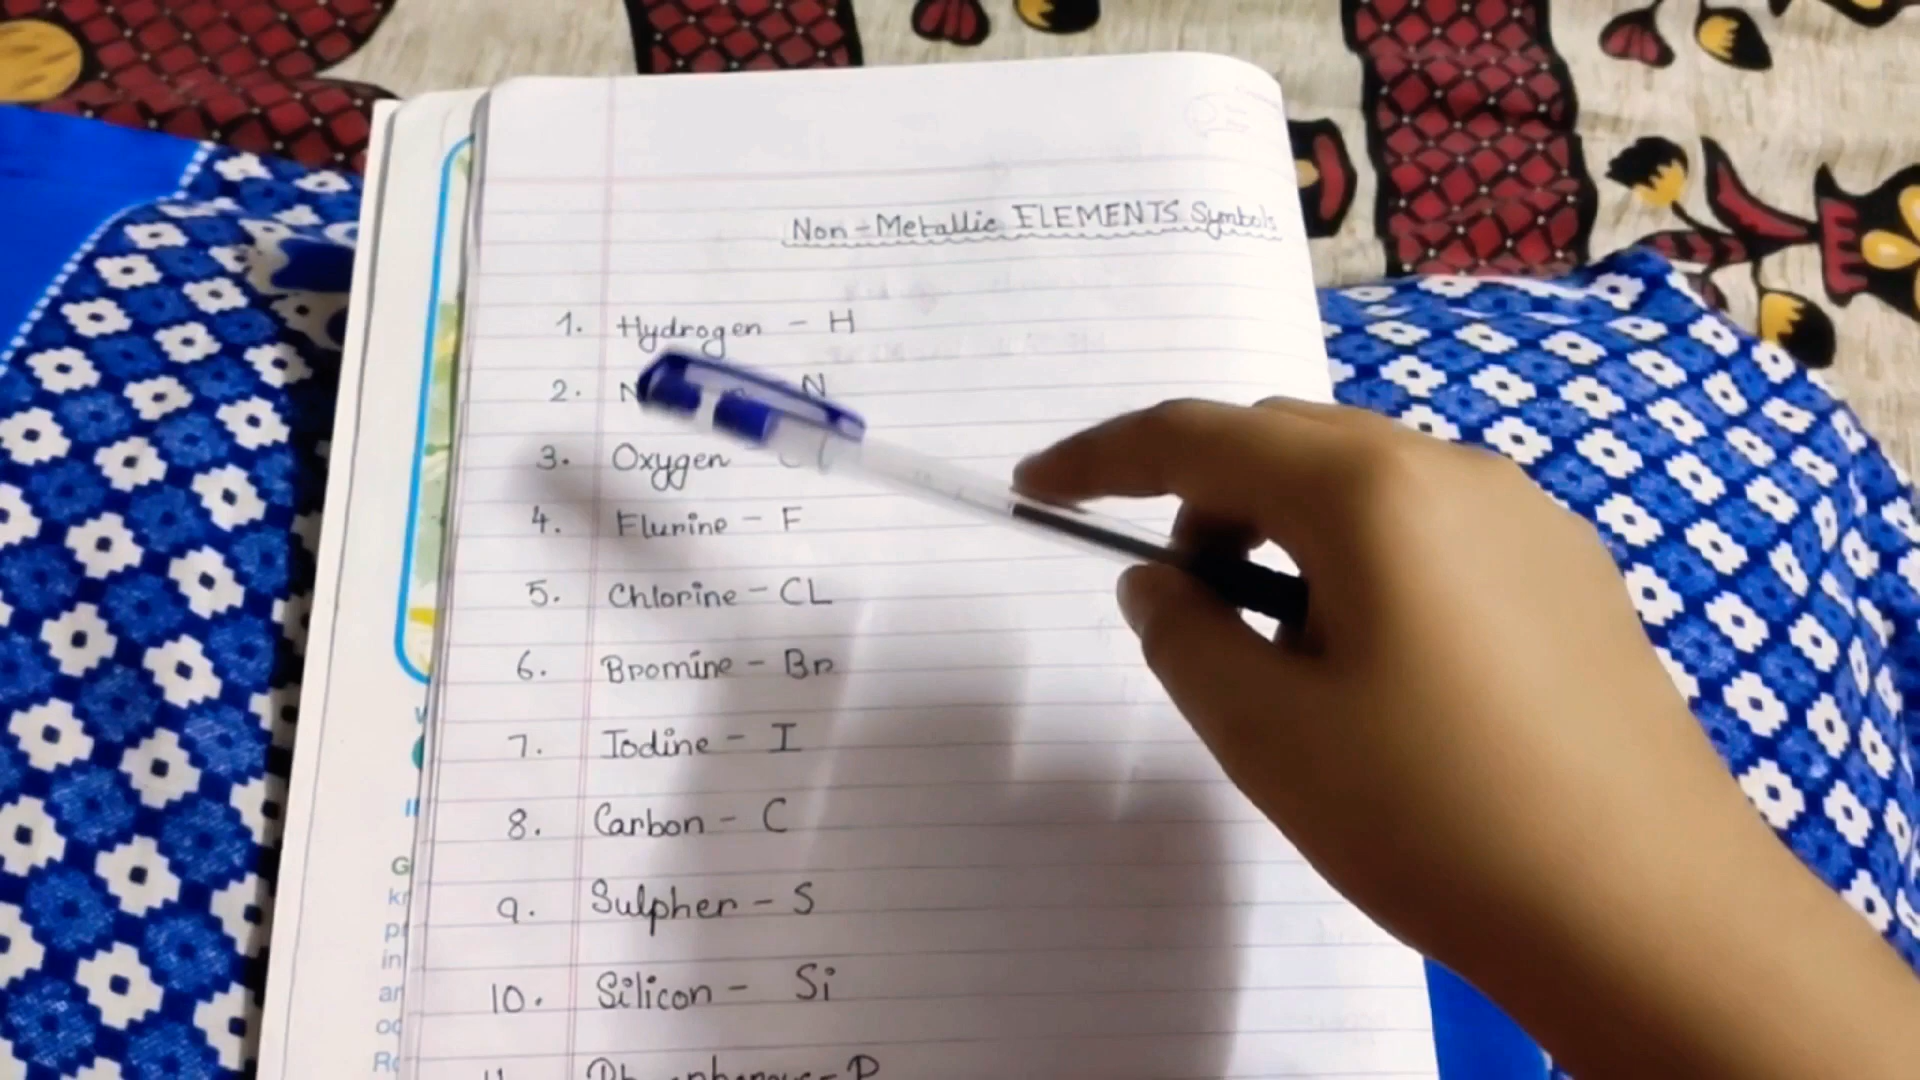 Non-Metallic ELEMENTS Symbols
1. Hydrogen - H
2. N
3. Oxygen
4. Flurine - F
5. Chlorine - CL
6. Bromine - Br
7. Iodine - I
8. Carbon - C
9. Sulpher - S
10. Silicon - Si